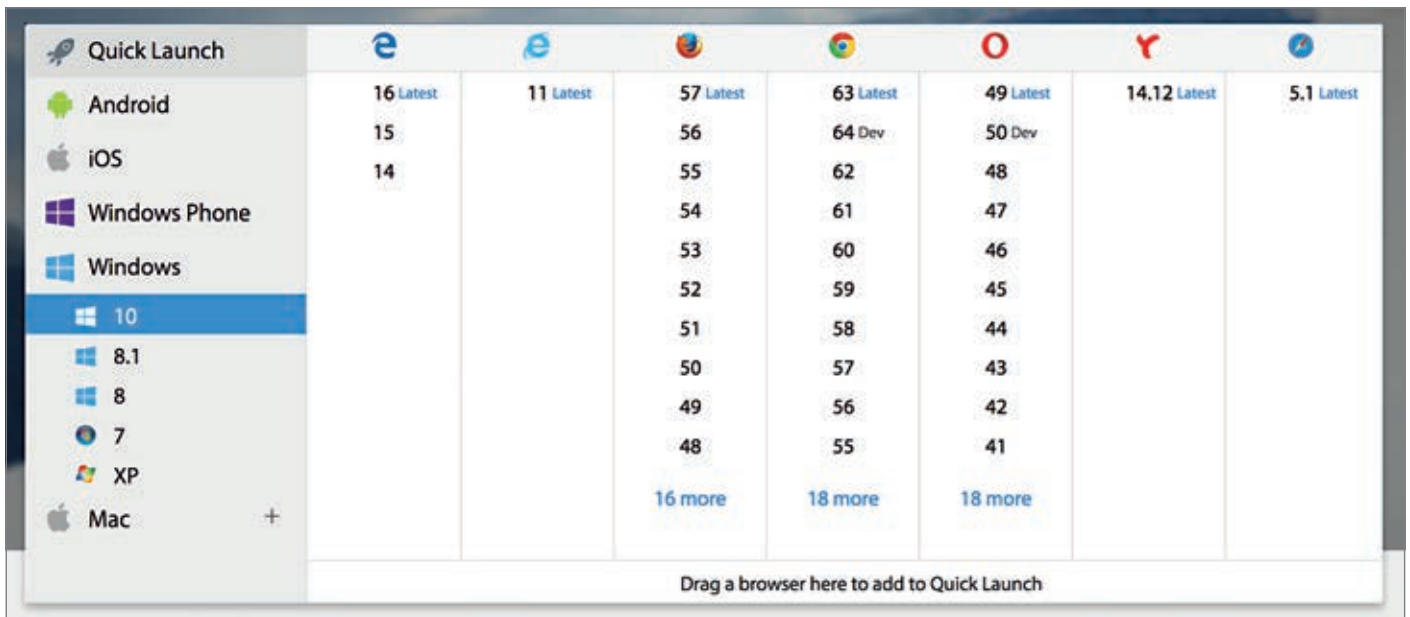 Quick Launch
Android
iOS
Windows Phone
Windows
10
8.1
8
7
XP
Mac +
16 Latest 11 Latest 57 Latest 63 Latest 49 Latest 14.12 Latest 5.1 Latest
15 56 64 Dev 50 Dev
14 55 62 48
54 61 47
53 60 46
52 59 45
51 58 44
50 57 43
49 56 42
48 55 41
16 more 18 more 18 more
Drag a browser here to add to Quick Launch